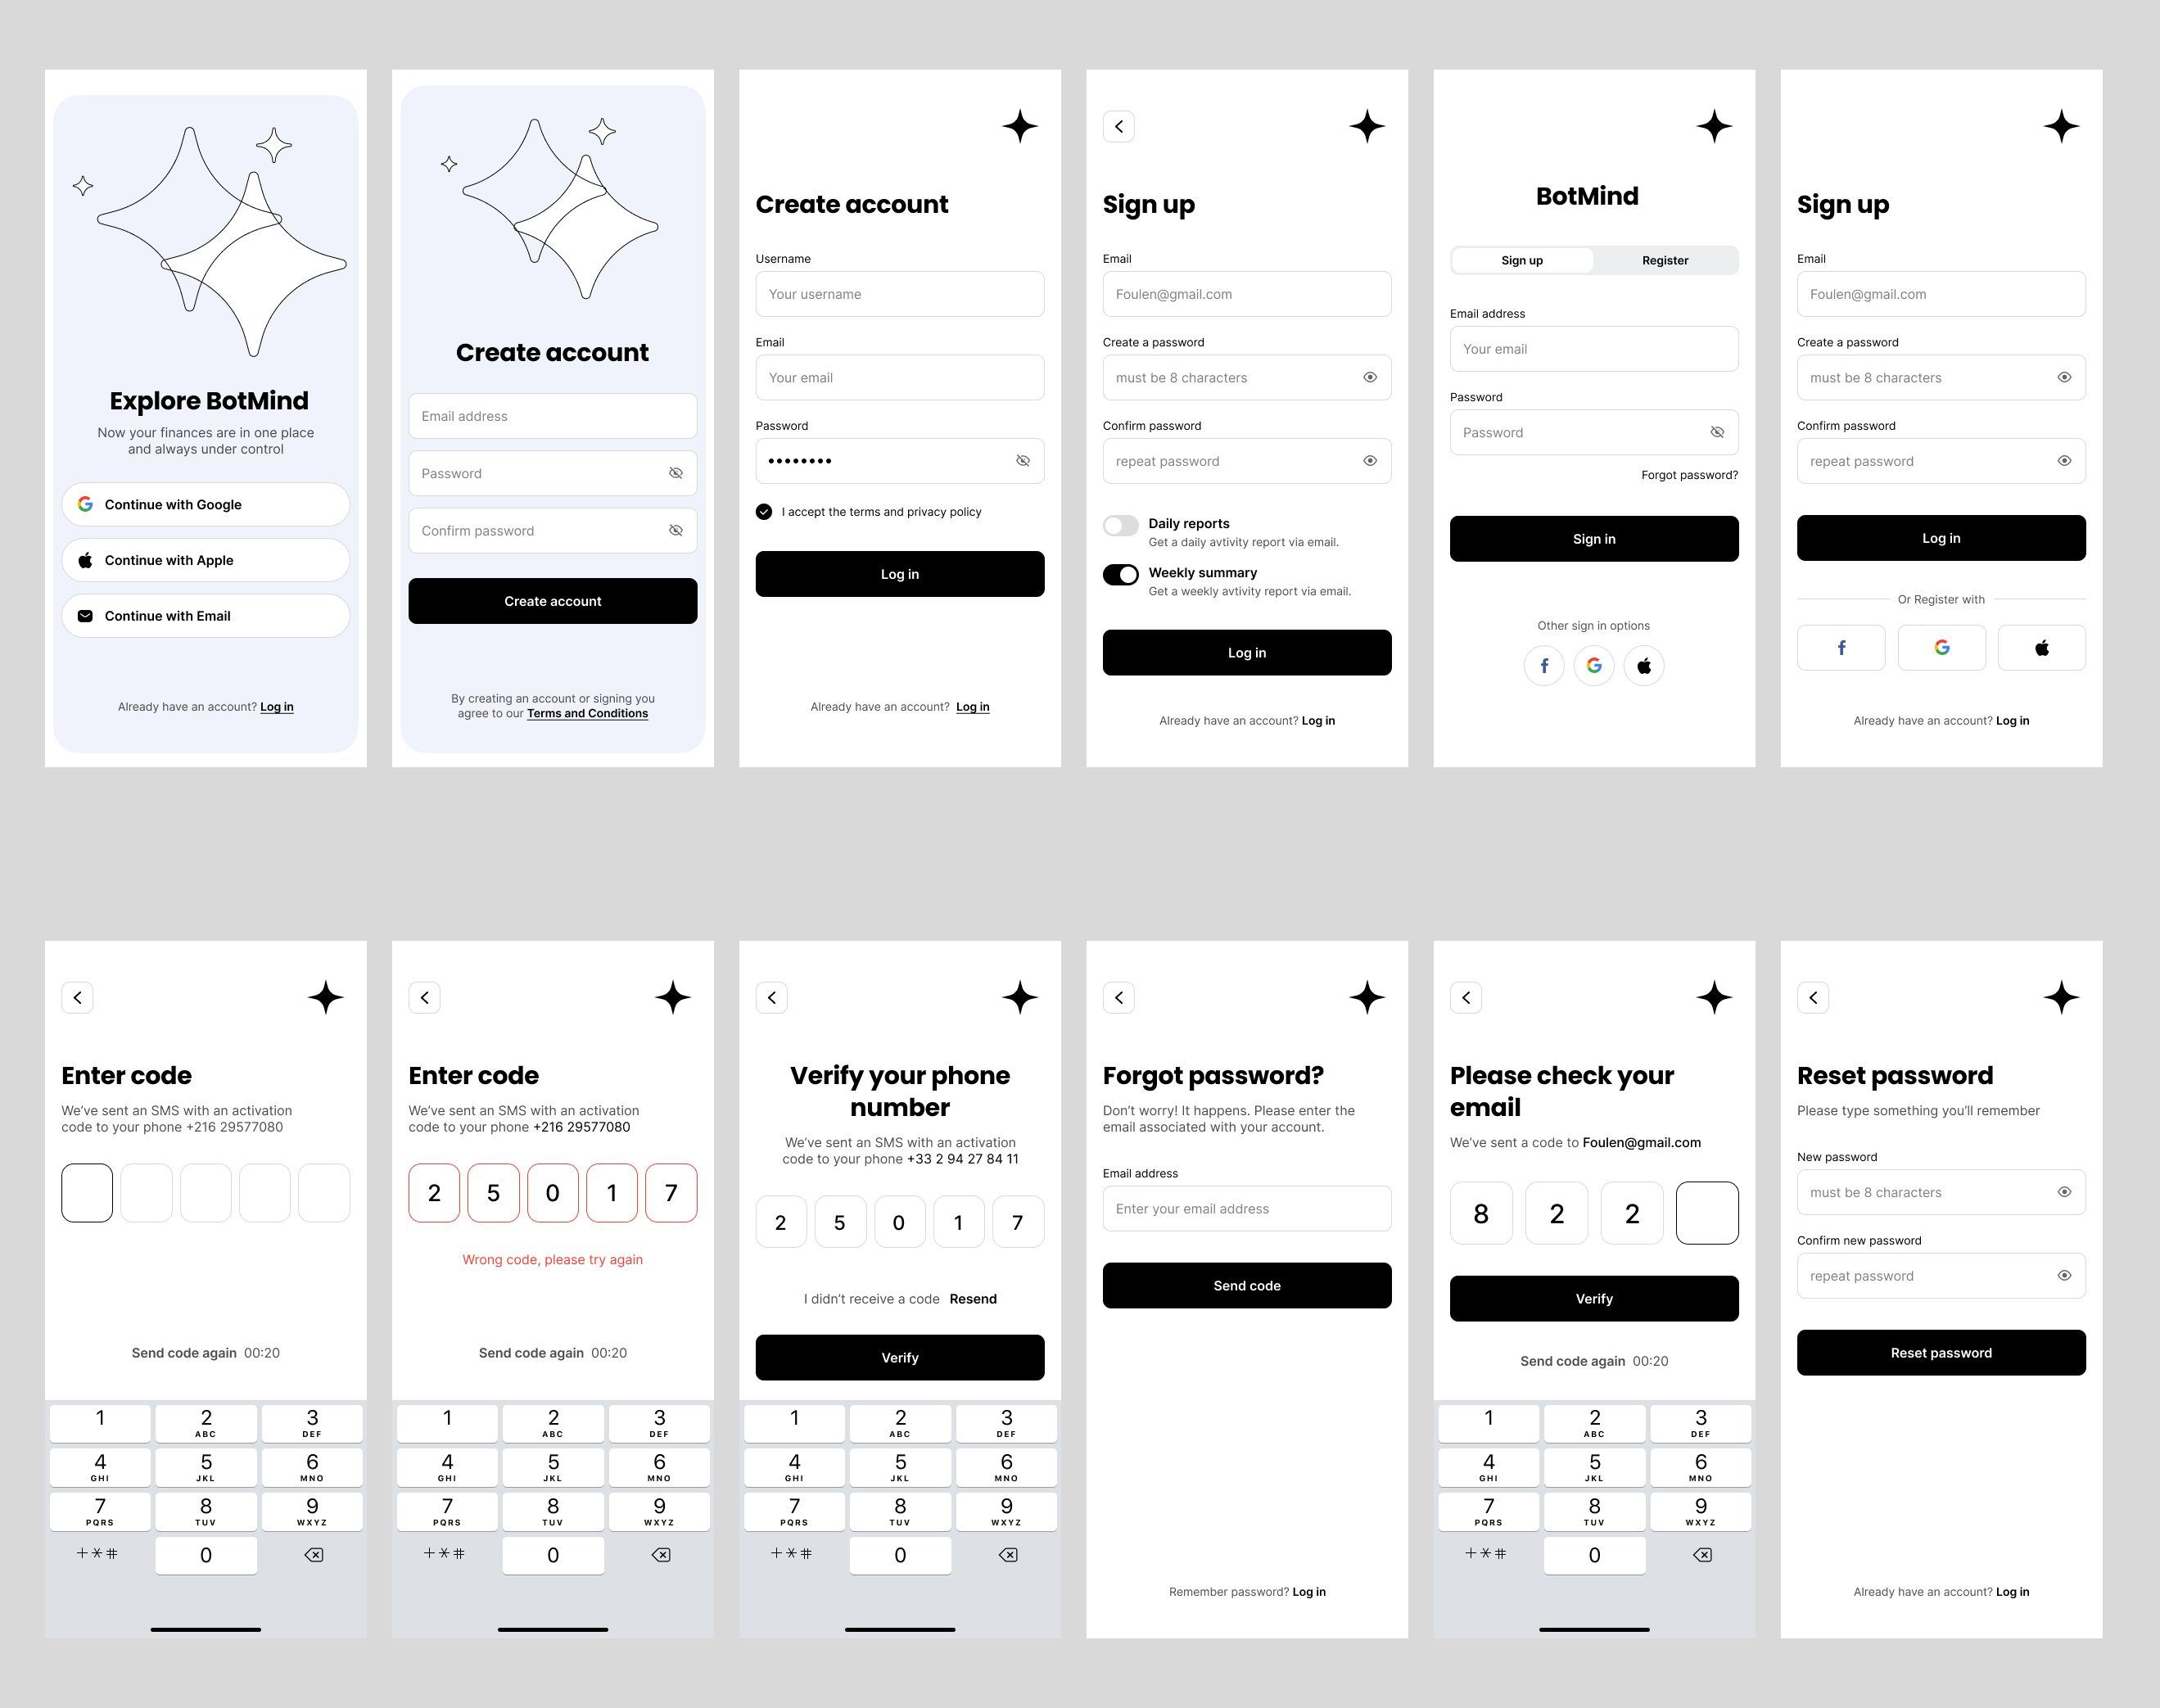 Explore BotMind
Now your finances are in one place
and always under control
Continue with Google
Continue with Apple
Continue with Email
Already have an account? Log in
Create account
Email address
Password
Confirm password
Create account
By creating an account or signing you
agree to our Terms and Conditions
Create account
Username
Your username
Email
Your email
Password
I accept the terms and privacy policy
Log in
Already have an account? Log in
Sign up
Email
Foulen@gmail.com
Create a password
must be 8 characters
Confirm password
repeat password
Daily reports
Get a daily avtivity report via email.
Weekly summary
Get a weekly avtivity report via email.
Log in
Already have an account? Log in
BotMind
Sign up Register
Email address
Your email
Password
Password
Forgot password?
Sign in
Other sign in options
Sign up
Email
Foulen@gmail.com
Create a password
must be 8 characters
Confirm password
repeat password
Log in
Or Register with
Already have an account? Log in
Enter code
We've sent an SMS with an activation
code to your phone +216 29577080
Send code again 00:20
1 2 3
ABC DEF
4 5 6
GHI JKL MNO
7 8 9
PQRS TUV WXYZ
+*# 0
Enter code
We've sent an SMS with an activation
code to your phone +216 29577080
2 5 0 1 7
Wrong code, please try again
Send code again 00:20
1 2 3
ABC DEF
4 5 6
GHI JKL MNO
7 8 9
PQRS TUV WXYZ
+*# 0
Verify your phone
number
We've sent an SMS with an activation
code to your phone +33 2 94 27 84 11
2 5 0 1 7
I didn't receive a code Resend
Verify
1 2 3
ABC DEF
4 5 6
GHI JKL MNO
7 8 9
PQRS TUV WXYZ
+*# 0
Forgot password?
Don't worry! It happens. Please enter the
email associated with your account.
Email address
Enter your email address
Send code
Remember password? Log in
Please check your
email
We've sent a code to Foulen@gmail.com
8 2 2
Verify
Send code again 00:20
1 2 3
ABC DEF
4 5 6
GHI JKL MNO
7 8 9
PQRS TUV WXYZ
+*# 0
Reset password
Please type something you'll remember
New password
must be 8 characters
Confirm new password
repeat password
Reset password
Already have an account? Log in